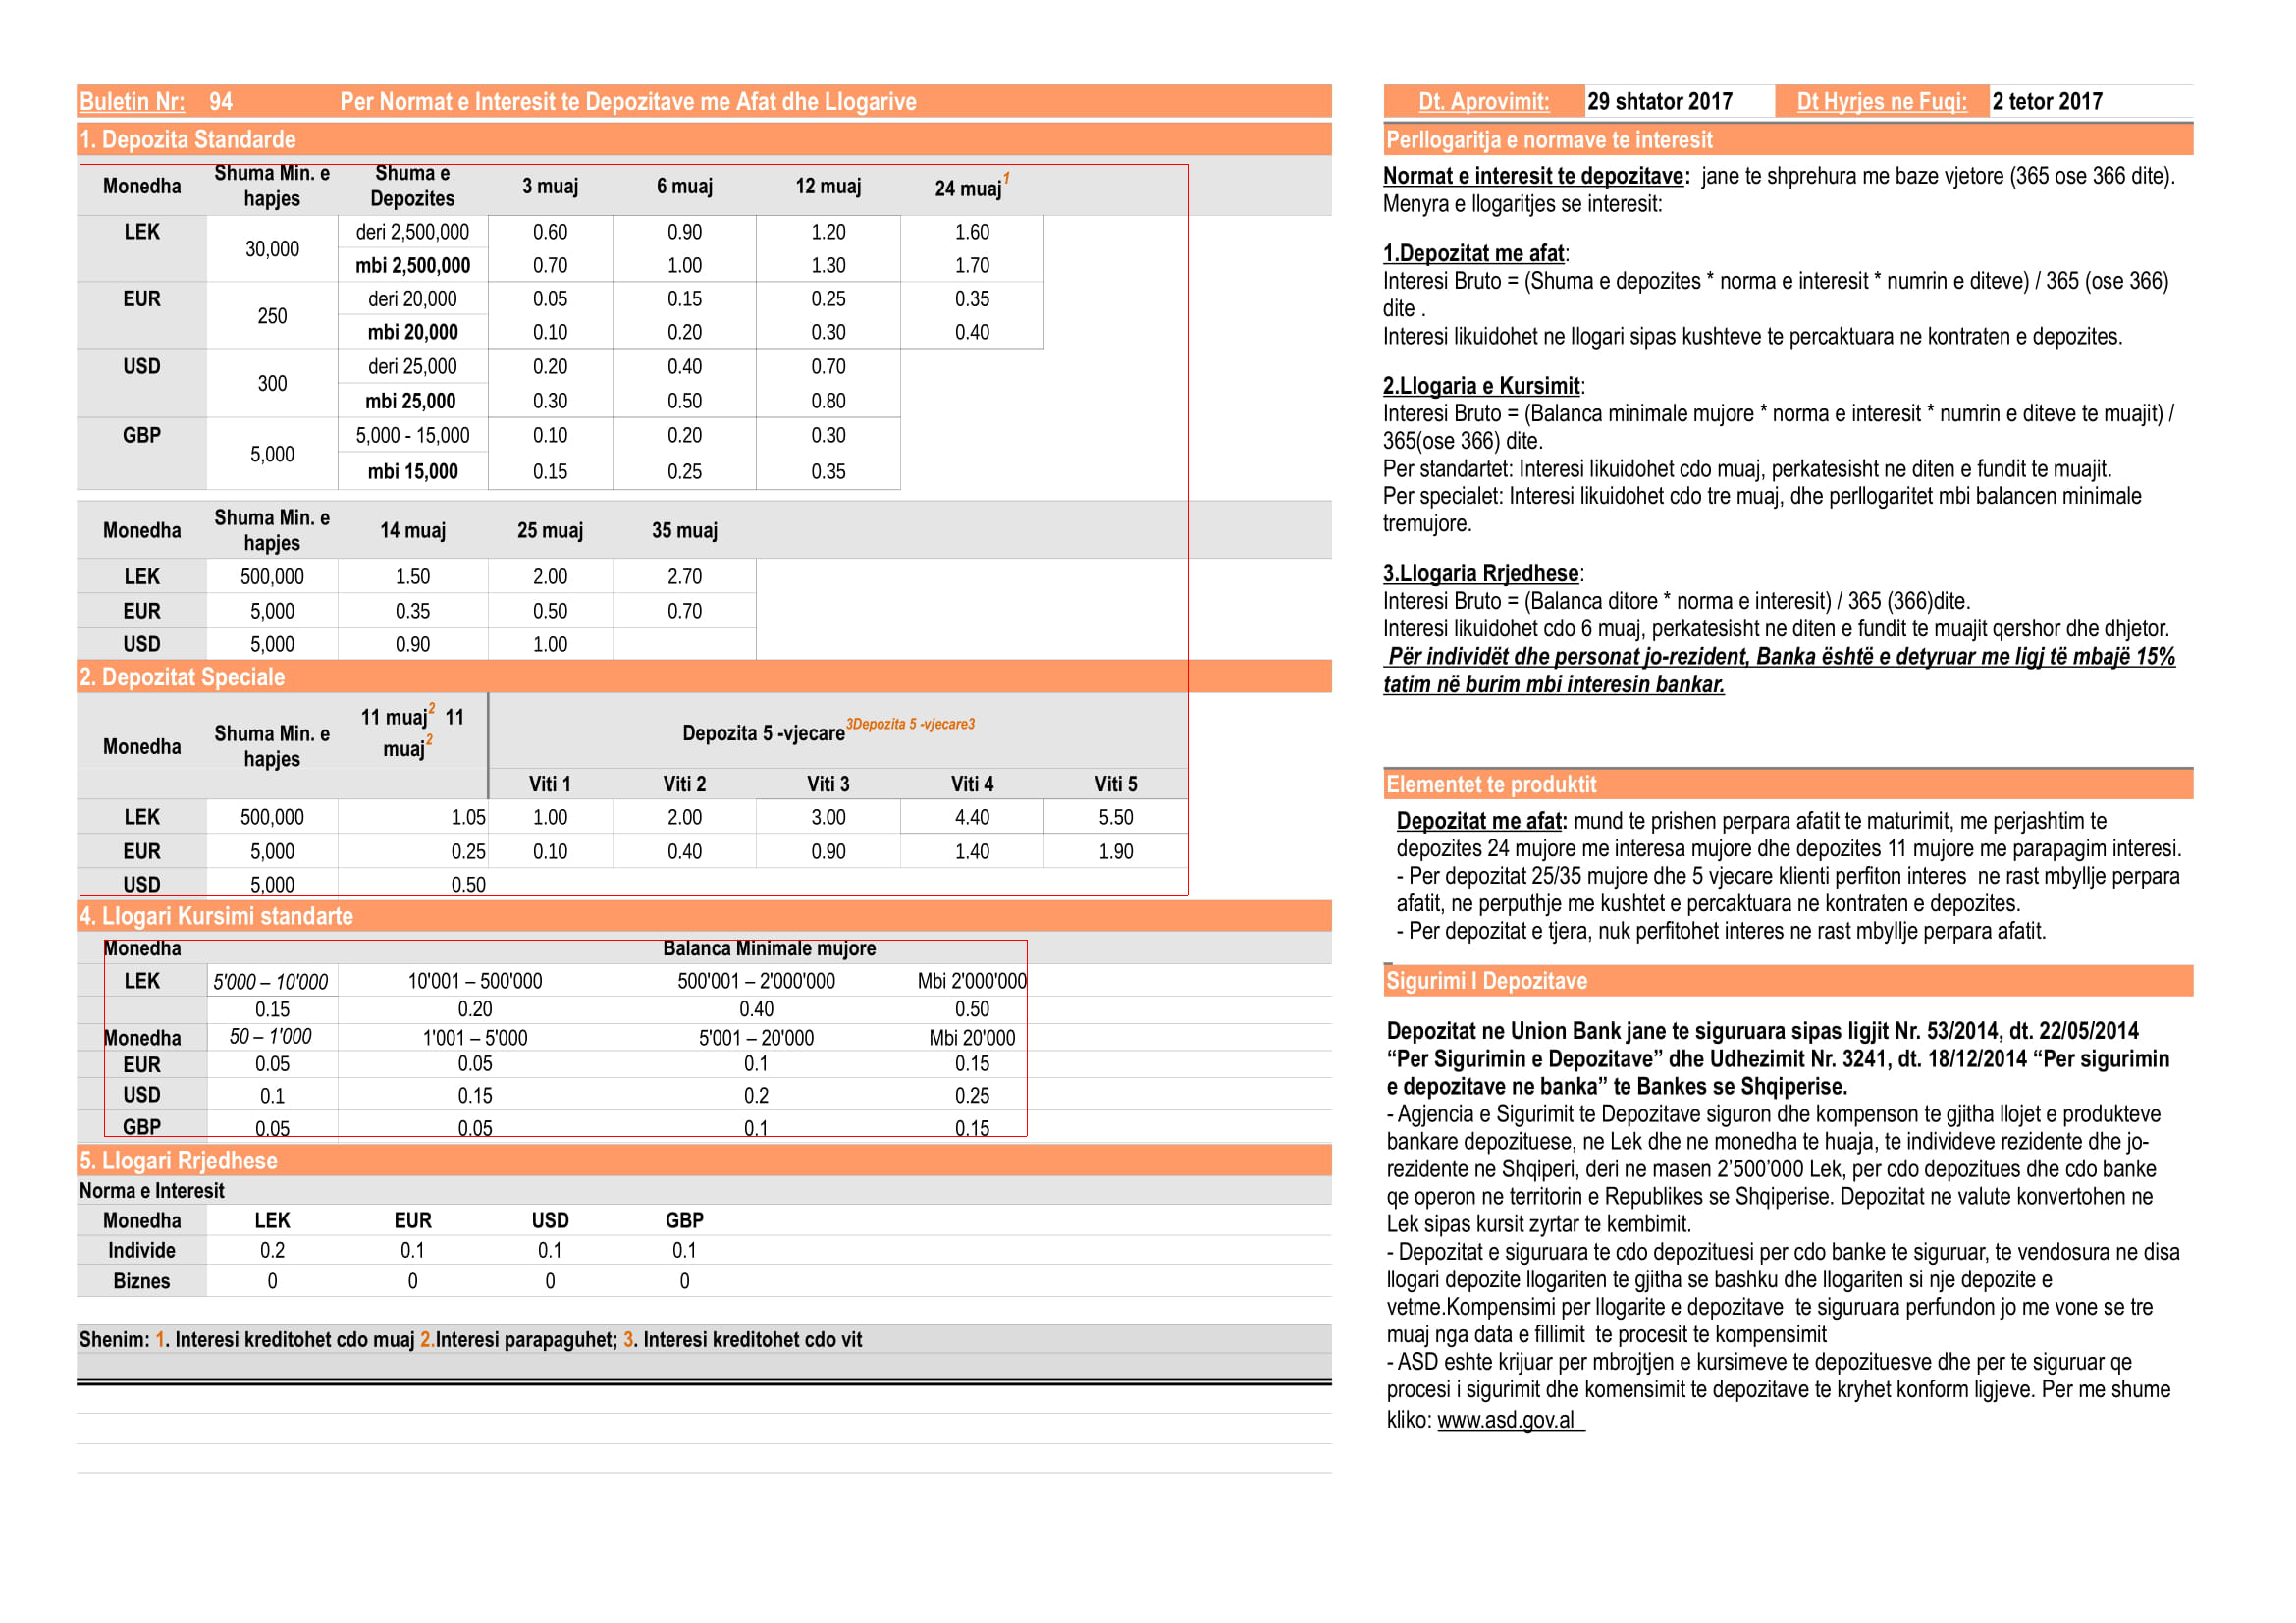 Buletin Nr: 94 Per Normat e Interesit te Depozitave me Afat dhe Llogarive
1. Depozita Standarde
Monedha Shuma Min. e hapjes Shuma e Depozites 3 muaj 6 muaj 12 muaj 24 muaj1
LEK 30,000 deri 2,500,000 0.60 0.90 1.20 1.60
mbi 2,500,000 0.70 1.00 1.30 1.70
EUR 250 deri 20,000 0.05 0.15 0.25 0.35
mbi 20,000 0.10 0.20 0.30 0.40
USD 300 deri 25,000 0.20 0.40 0.70
mbi 25,000 0.30 0.50 0.80
GBP 5,000 5,000 - 15,000 0.10 0.20 0.30
mbi 15,000 0.15 0.25 0.35
Monedha Shuma Min. e hapjes 14 muaj 25 muaj 35 muaj
LEK 500,000 1.50 2.00 2.70
EUR 5,000 0.35 0.50 0.70
USD 5,000 0.90 1.00
2. Depozitat Speciale
Monedha Shuma Min. e hapjes 11 muaj2 11 muaj2 Depozita 5 -vjecare3Depozita 5 -vjecare3
Viti 1 Viti 2 Viti 3 Viti 4 Viti 5
LEK 500,000 1.05 1.00 2.00 3.00 4.40 5.50
EUR 5,000 0.25 0.10 0.40 0.90 1.40 1.90
USD 5,000 0.50
4. Llogari Kursimi standarte
Monedha Balanca Minimale mujore
LEK 5'000 – 10'000 10'001 – 500'000 500'001 – 2'000'000 Mbi 2'000'000
0.15 0.20 0.40 0.50
Monedha 50 – 1'000 1'001 – 5'000 5'001 – 20'000 Mbi 20'000
EUR 0.05 0.05 0.1 0.15
USD 0.1 0.15 0.2 0.25
GBP 0.05 0.05 0.1 0.15
5. Llogari Rrjedhese
Norma e Interesit
Monedha LEK EUR USD GBP
Individe 0.2 0.1 0.1 0.1
Biznes 0 0 0 0
Shenim: 1. Interesi kreditohet cdo muaj 2.Interesi parapaguhet; 3. Interesi kreditohet cdo vit
Dt. Aprovimit: 29 shtator 2017 Dt Hyrjes ne Fuqi: 2 tetor 2017
Perllogaritja e normave te interesit
Normat e interesit te depozitave: jane te shprehura me baze vjetore (365 ose 366 dite).
Menyra e llogaritjes se interesit:
1.Depozitat me afat:
Interesi Bruto = (Shuma e depozites * norma e interesit * numrin e diteve) / 365 (ose 366)
dite .
Interesi likuidohet ne llogari sipas kushteve te percaktuara ne kontraten e depozites.
2.Llogaria e Kursimit:
Interesi Bruto = (Balanca minimale mujore * norma e interesit * numrin e diteve te muajit) /
365(ose 366) dite.
Per standartet: Interesi likuidohet cdo muaj, perkatesisht ne diten e fundit te muajit.
Per specialet: Interesi likuidohet cdo tre muaj, dhe perllogaritet mbi balancen minimale
tremujore.
3.Llogaria Rrjedhese:
Interesi Bruto = (Balanca ditore * norma e interesit) / 365 (366)dite.
Interesi likuidohet cdo 6 muaj, perkatesisht ne diten e fundit te muajit qershor dhe dhjetor.
Për individët dhe personat jo-rezident, Banka është e detyruar me ligj të mbajë 15%
tatim në burim mbi interesin bankar.
Elementet te produktit
Depozitat me afat: mund te prishen perpara afatit te maturimit, me perjashtim te
depozites 24 mujore me interesa mujore dhe depozites 11 mujore me parapagim interesi.
- Per depozitat 25/35 mujore dhe 5 vjecare klienti perfiton interes ne rast mbyllje perpara
afatit, ne perputhje me kushtet e percaktuara ne kontraten e depozites.
- Per depozitat e tjera, nuk perfitohet interes ne rast mbyllje perpara afatit.
Sigurimi I Depozitave
Depozitat ne Union Bank jane te siguruara sipas ligjit Nr. 53/2014, dt. 22/05/2014
“Per Sigurimin e Depozitave” dhe Udhezimit Nr. 3241, dt. 18/12/2014 “Per sigurimin
e depozitave ne banka” te Bankes se Shqiperise.
- Agjencia e Sigurimit te Depozitave siguron dhe kompenson te gjitha llojet e produkteve
bankare depozituese, ne Lek dhe ne monedha te huaja, te individeve rezidente dhe jo-
rezidente ne Shqiperi, deri ne masen 2’500’000 Lek, per cdo depozitues dhe cdo banke
qe operon ne territorin e Republikes se Shqiperise. Depozitat ne valute konvertohen ne
Lek sipas kursit zyrtar te kembimit.
- Depozitat e siguruara te cdo depozituesi per cdo banke te siguruar, te vendosura ne disa
llogari depozite llogariten te gjitha se bashku dhe llogariten si nje depozite e
vetme.Kompensimi per llogarite e depozitave te siguruara perfundon jo me vone se tre
muaj nga data e fillimit te procesit te kompensimit
- ASD eshte krijuar per mbrojtjen e kursimeve te depozituesve dhe per te siguruar qe
procesi i sigurimit dhe komensimit te depozitave te kryhet konform ligjeve. Per me shume
kliko: www.asd.gov.al